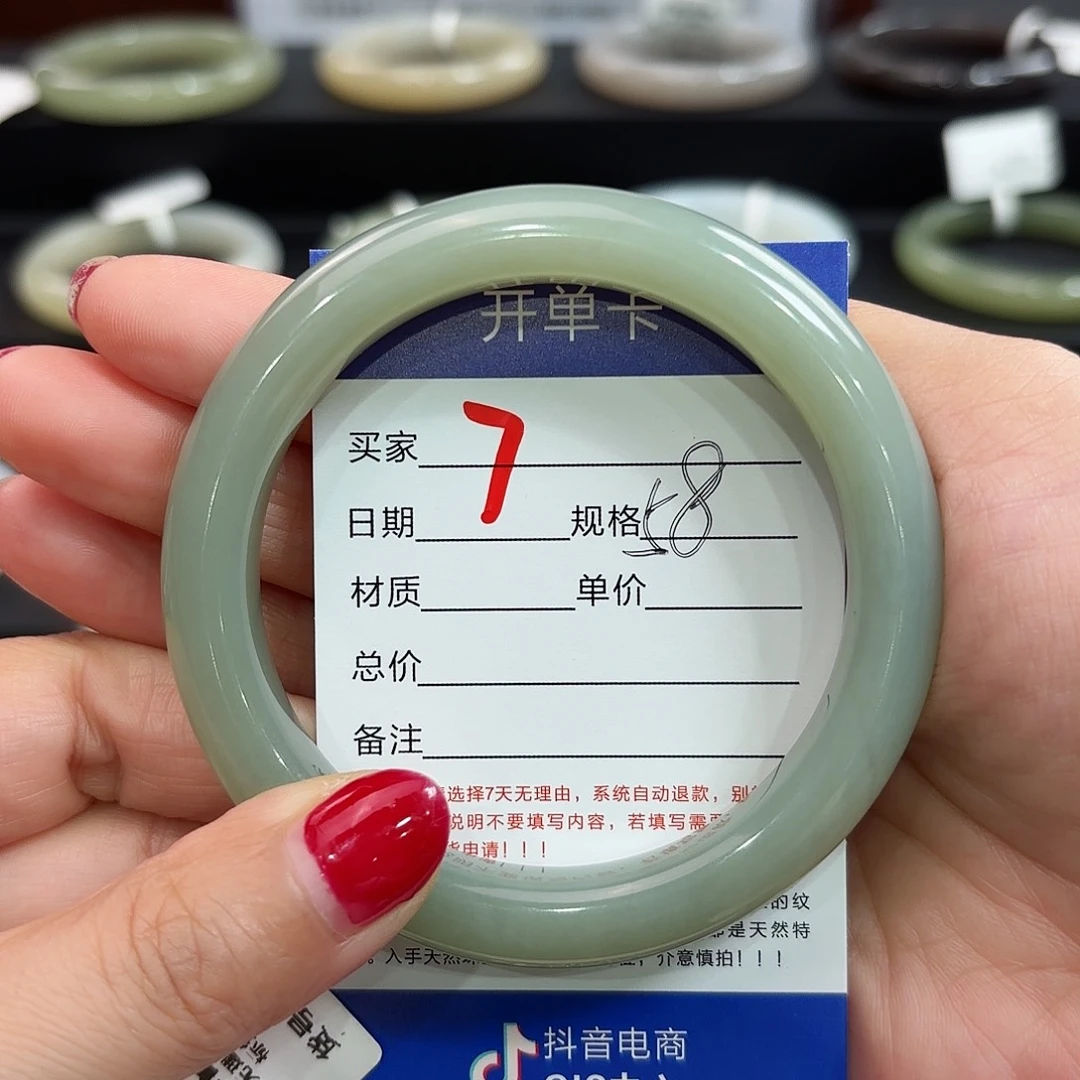 开单卡
买家
7
日期 规格 58
材质 单价
总价
备注
选择7天无理由，系统自动退款，别
说明不要填写内容，若填写需
申请！！！
的纹
是天然特
。入手天然 ，介意慎拍！！！
抖音电商